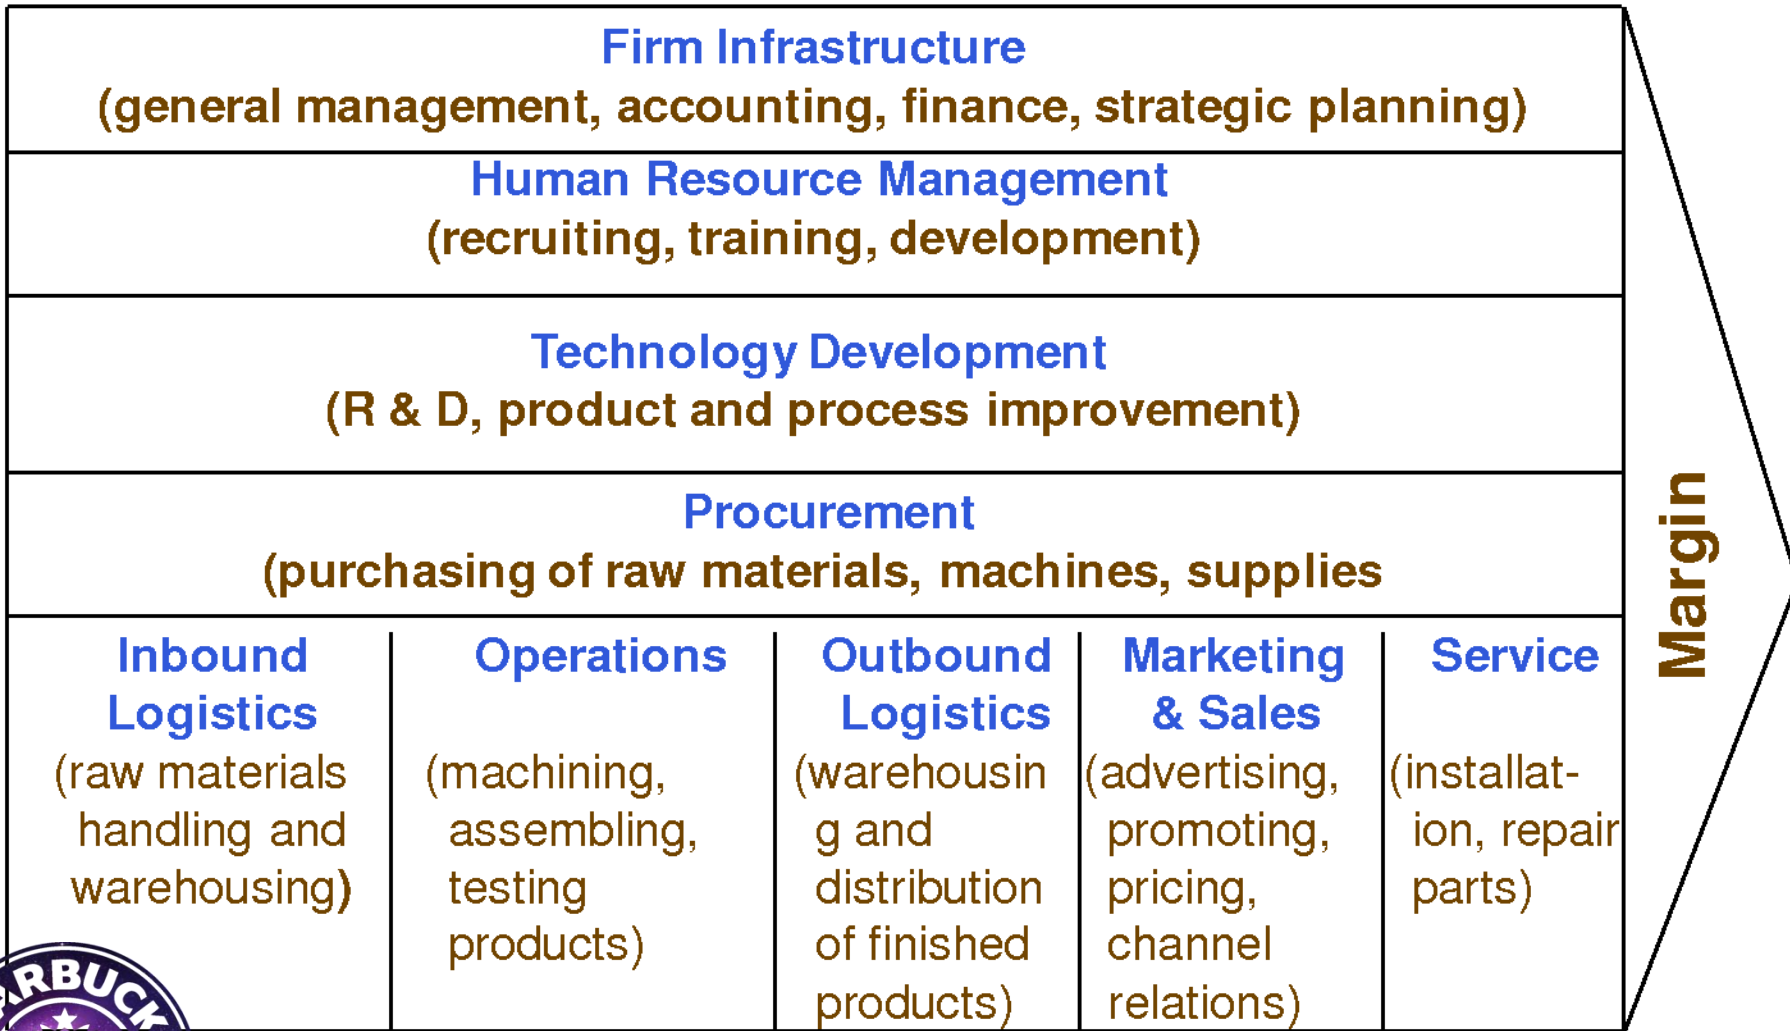 Firm Infrastructure
(general management, accounting, finance, strategic planning)
Human Resource Management
(recruiting, training, development)
Technology Development
(R & D, product and process improvement)
Procurement
(purchasing of raw materials, machines, supplies
Inbound
Logistics
(raw materials
handling and
warehousing)
Operations
(machining,
assembling,
testing
products)
Outbound
Logistics
(warehousin
g and
distribution
of finished
products)
Marketing
& Sales
(advertising,
promoting,
pricing,
channel
relations)
Service
(installat-
ion, repair
parts)
Margin
ARBUCK